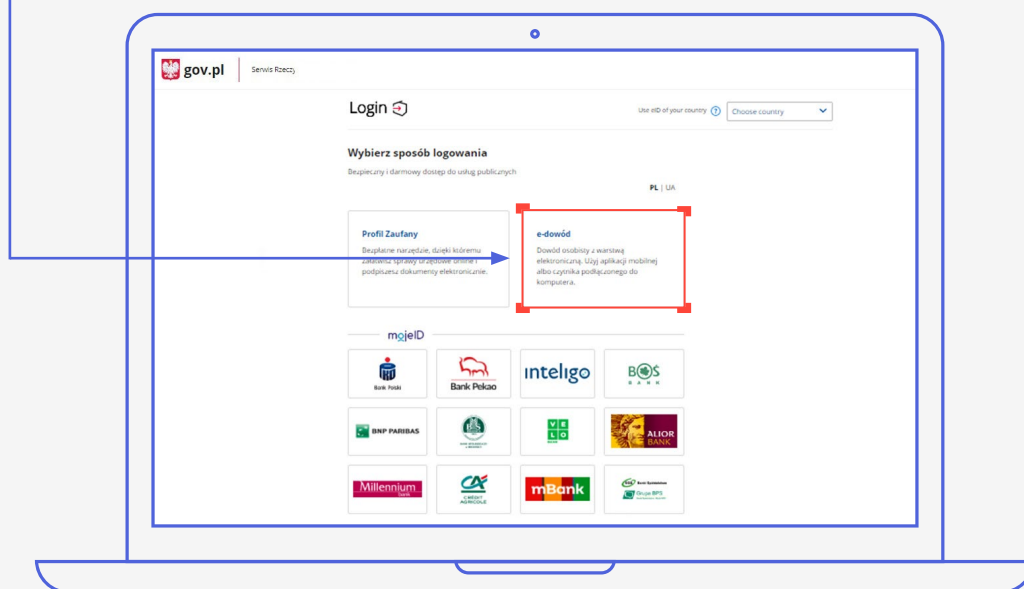 gov.pl
Serwis Rzeczy
Login
Use eID of your country ? Choose country
Wybierz sposób logowania
Bezpieczny i darmowy dostęp do usług publicznych
PL | UA
Profil Zaufany
Bezpłatne narzędzie, dzięki któremu
załatwisz sprawy urzędowe online i
podpiszesz dokumenty elektronicznie.
e-dowód
Dowód osobisty z warstwą
elektroniczną. Użyj aplikacji mobilnej
albo czytnika podłączonego do
komputera.
mojeID
Bank Polski
Bank Pekao
inteligo
BOŚ
BANK
BNP PARIBAS
VELO
BANK
ALIOR
BANK
Millennium
bank
CRÉDIT
AGRICOLE
mBank
Grupa BPS